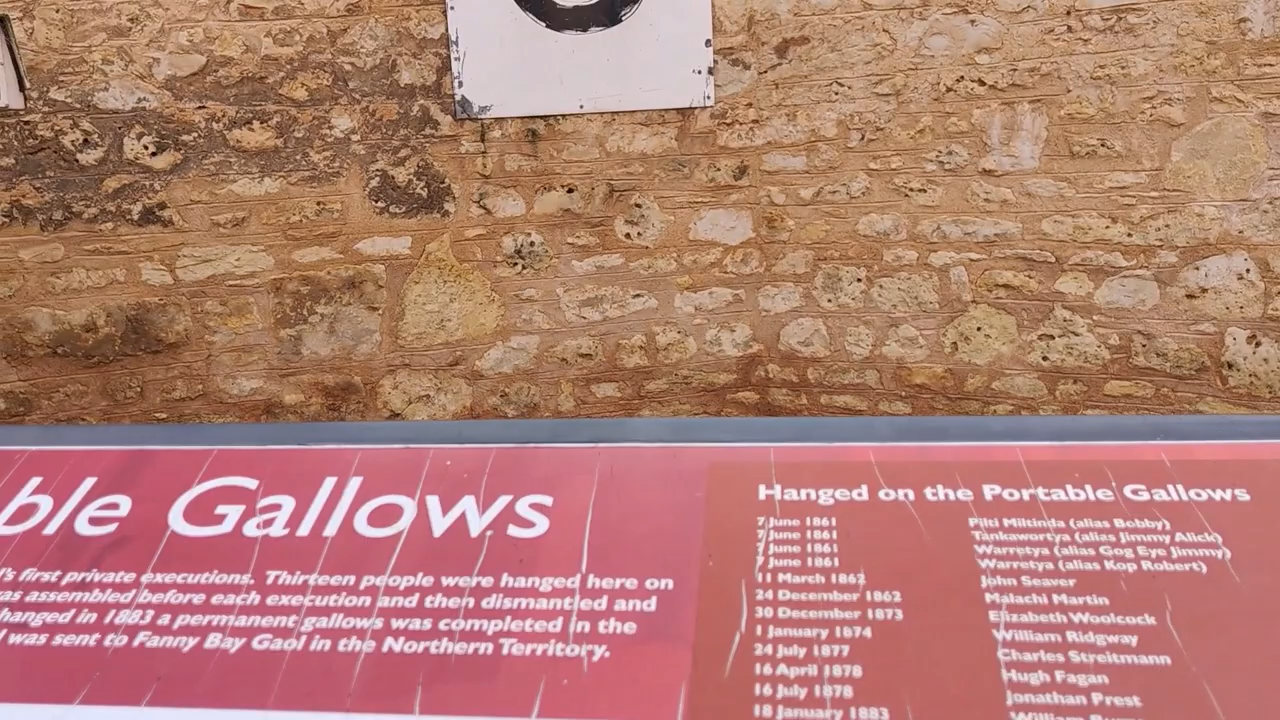 ble Gallows
l's first private executions. Thirteen people were hanged here on
as assembled before each execution and then dismantled and
hanged in 1883 a permanent gallows was completed in the
was sent to Fanny Bay Gaol in the Northern Territory.
Hanged on the Portable Gallows
7 June 1861 Pilti Miltinda (alias Bobby)
7 June 1861 Tankawortya (alias Jimmy Alick)
7 June 1861 Warretya (alias Gog Eye Jimmy)
7 June 1861 Warretya (alias Kop Robert)
11 March 1862 John Seaver
24 December 1862 Malachi Martin
30 December 1873 Elizabeth Woolcock
1 January 1874 William Ridgway
24 July 1877 Charles Streitmann
16 April 1878 Hugh Fagan
16 July 1878 Jonathan Prest
18 January 1883 William